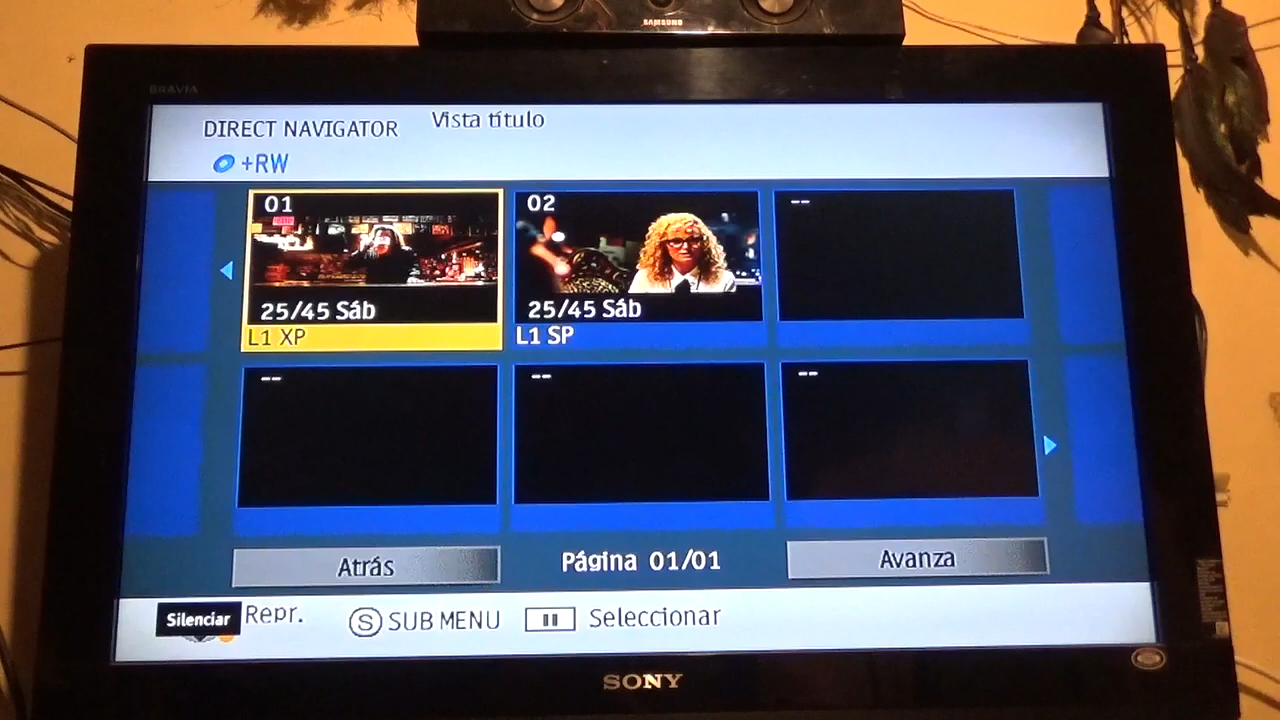 SAMSUNG
BRAVIA
DIRECT NAVIGATOR
Vista título
+RW
01
25/45 Sáb
L1 XP
02
25/45 Sáb
L1 SP
--
--
--
--
Atrás
Página 01/01
Avanza
Silenciar
Repr.
S SUB MENU
Seleccionar
SONY